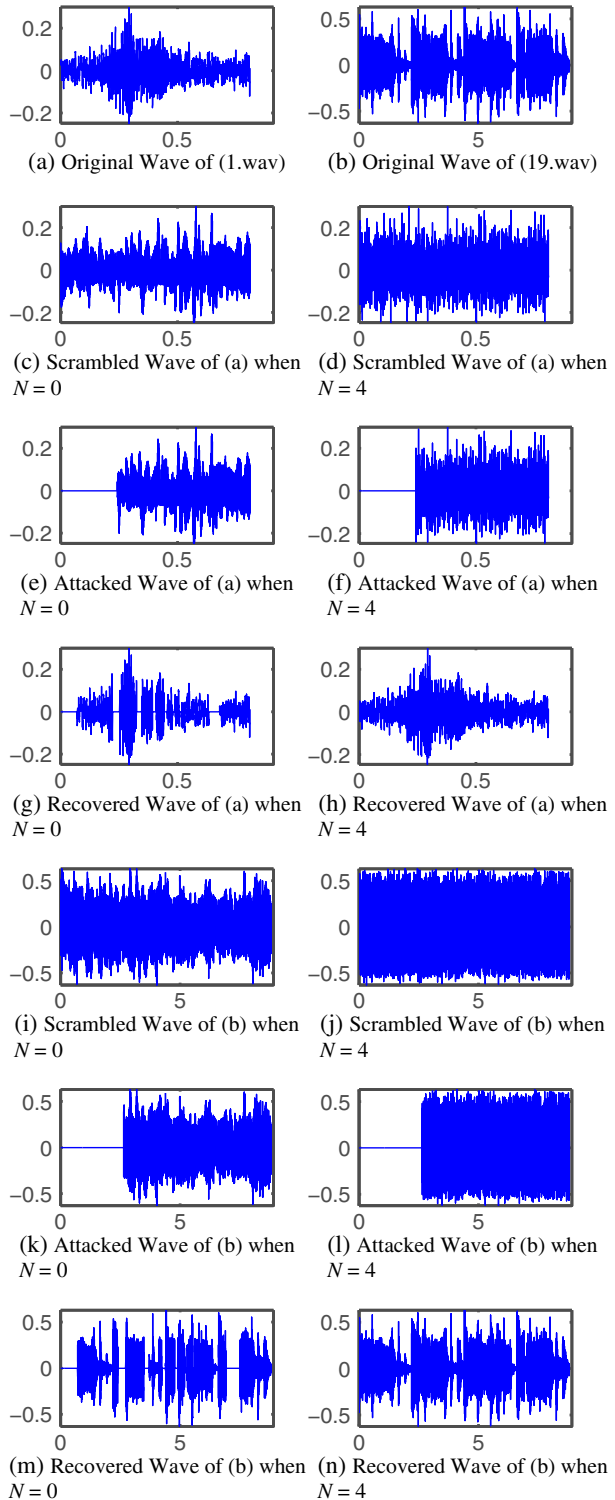 0.2
0
−0.2
0 0.5
(a) Original Wave of (1.wav)
0.5
0
−0.5
0 5
(b) Original Wave of (19.wav)
0.2
0
−0.2
0 0.5
(c) Scrambled Wave of (a) when
N = 0
0.2
0
−0.2
0 0.5
(d) Scrambled Wave of (a) when
N = 4
0.2
0
−0.2
0 0.5
(e) Attacked Wave of (a) when
N = 0
0.2
0
−0.2
0 0.5
(f) Attacked Wave of (a) when
N = 4
0.2
0
−0.2
0 0.5
(g) Recovered Wave of (a) when
N = 0
0.2
0
−0.2
0 0.5
(h) Recovered Wave of (a) when
N = 4
0.5
0
−0.5
0 5
(i) Scrambled Wave of (b) when
N = 0
0.5
0
−0.5
0 5
(j) Scrambled Wave of (b) when
N = 4
0.5
0
−0.5
0 5
(k) Attacked Wave of (b) when
N = 0
0.5
0
−0.5
0 5
(l) Attacked Wave of (b) when
N = 4
0.5
0
−0.5
0 5
(m) Recovered Wave of (b) when
N = 0
0.5
0
−0.5
0 5
(n) Recovered Wave of (b) when
N = 4